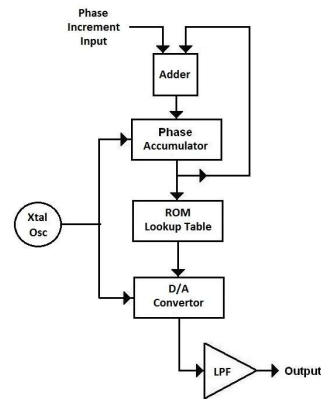 Phase
Increment
Input
Adder
Phase
Accumulator
Xtal
Osc
ROM
Lookup Table
D/A
Convertor
LPF
Output